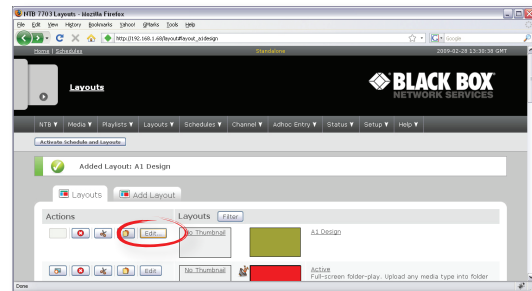 NTB 7703 Layouts - Mozilla Firefox
File Edit View History Bookmarks Yahoo! GMarks Tools Help
http://192.168.1.68/layout#layout_a1design
Google
Home | Schedules Standalone 2009-02-28 13:30:38 GMT
Layouts
BLACK BOX
NETWORK SERVICES
NTB Media Playlists Layouts Schedules Channel Adhoc Entry Status Setup Help
Activate Schedule and Layouts
Added Layout: A1 Design
Layouts Add Layout
Actions Layouts Filter
Edit... No Thumbnail A1 Design
Edit No Thumbnail Active
Full-screen folder-play. Upload any media type into folder
Done